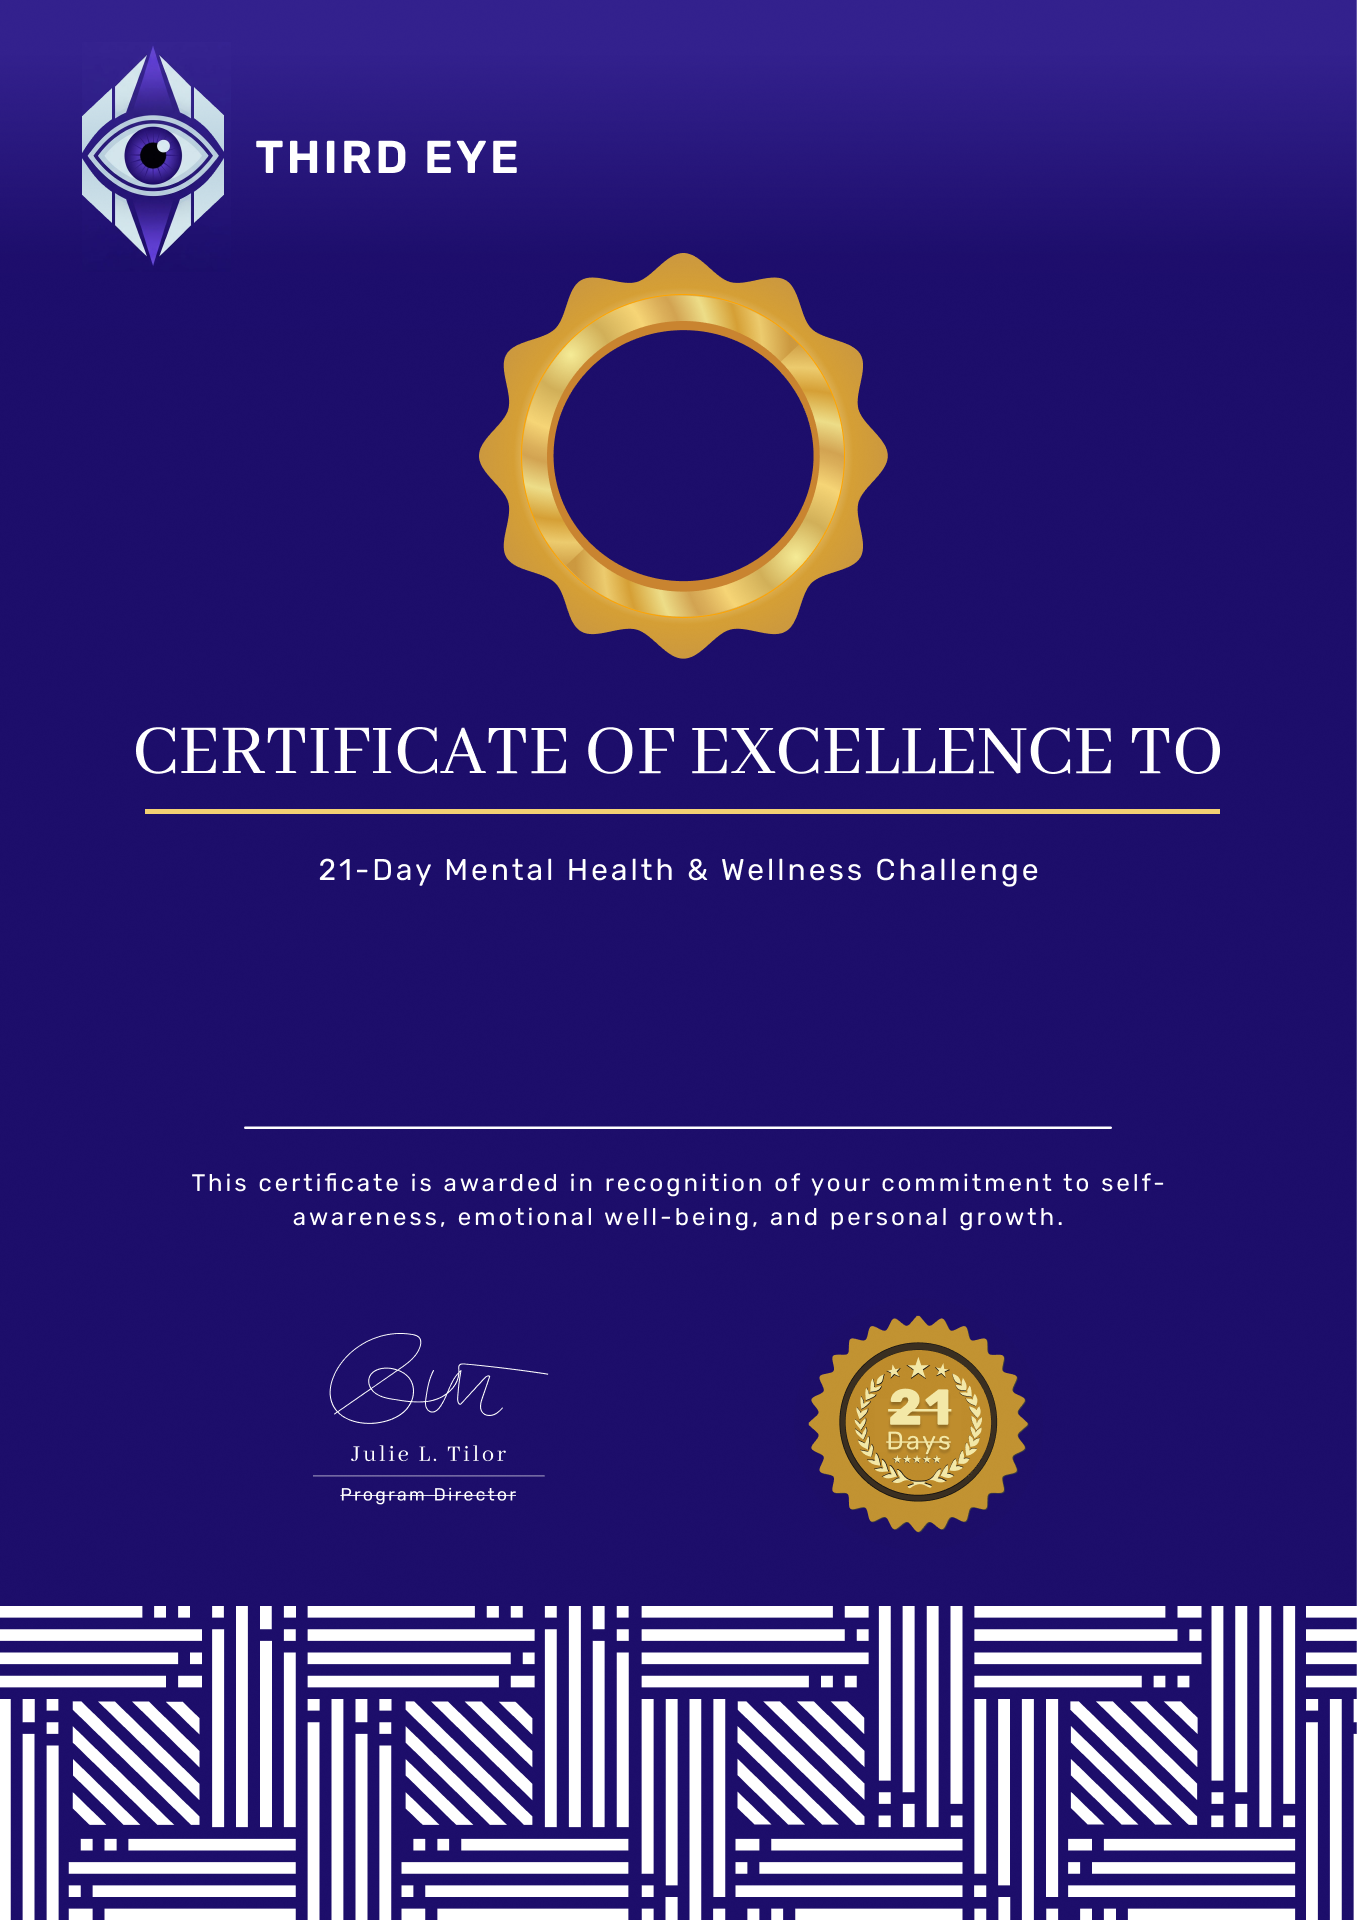 THIRD EYE
CERTIFICATE OF EXCELLENCE TO
21-Day Mental Health & Wellness Challenge
This certificate is awarded in recognition of your commitment to self-
awareness, emotional well-being, and personal growth.
Julie L. Tilor
Program Director
21
Days